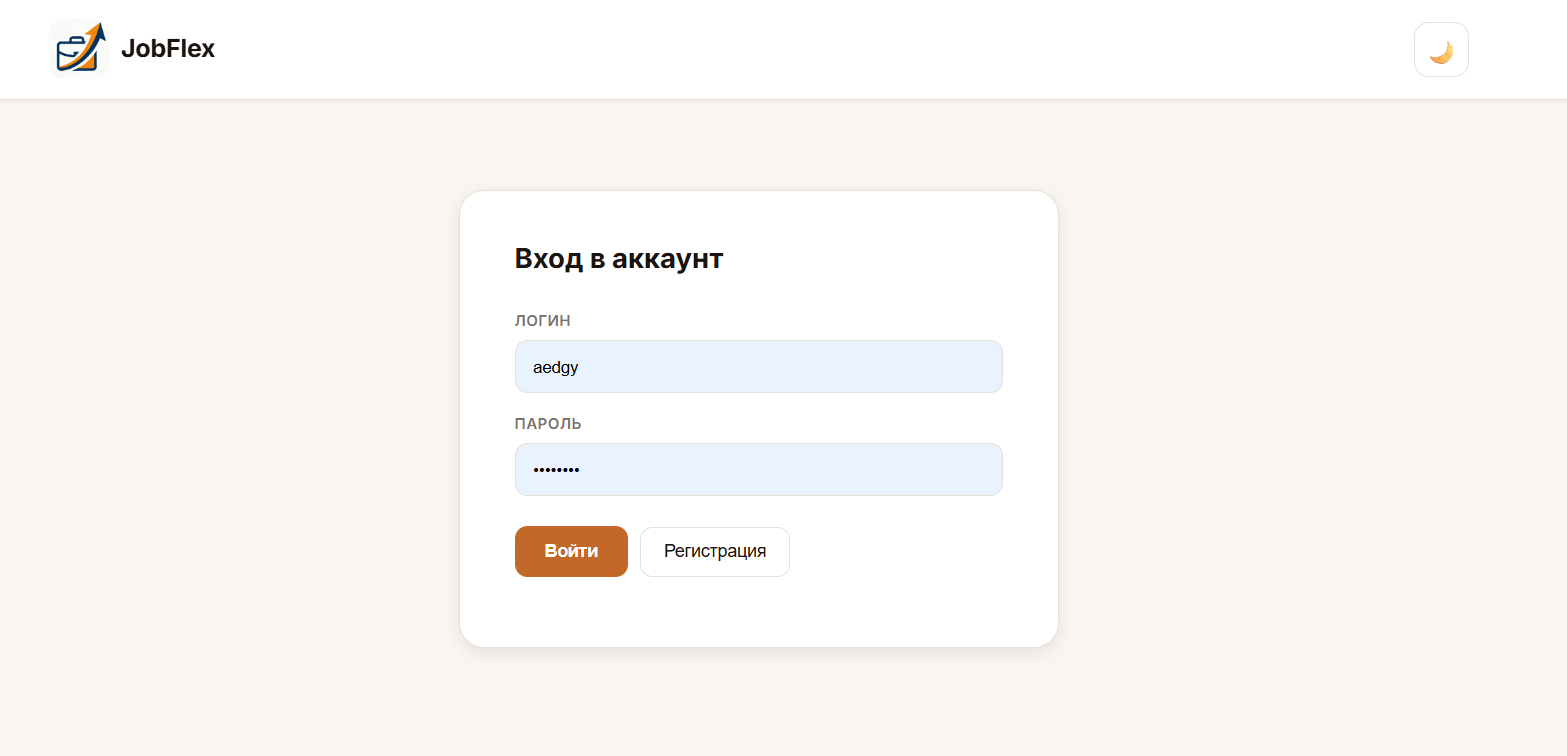 JobFlex
Вход в аккаунт
ЛОГИН
aedgy
ПАРОЛЬ
••••••••
Войти
Регистрация